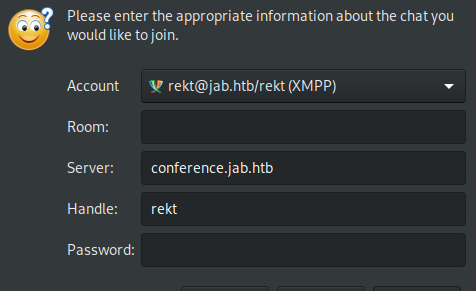 Please enter the appropriate information about the chat you
would like to join.
Account rekt@jab.htb/rekt (XMPP)
Room:
Server: conference.jab.htb
Handle: rekt
Password: